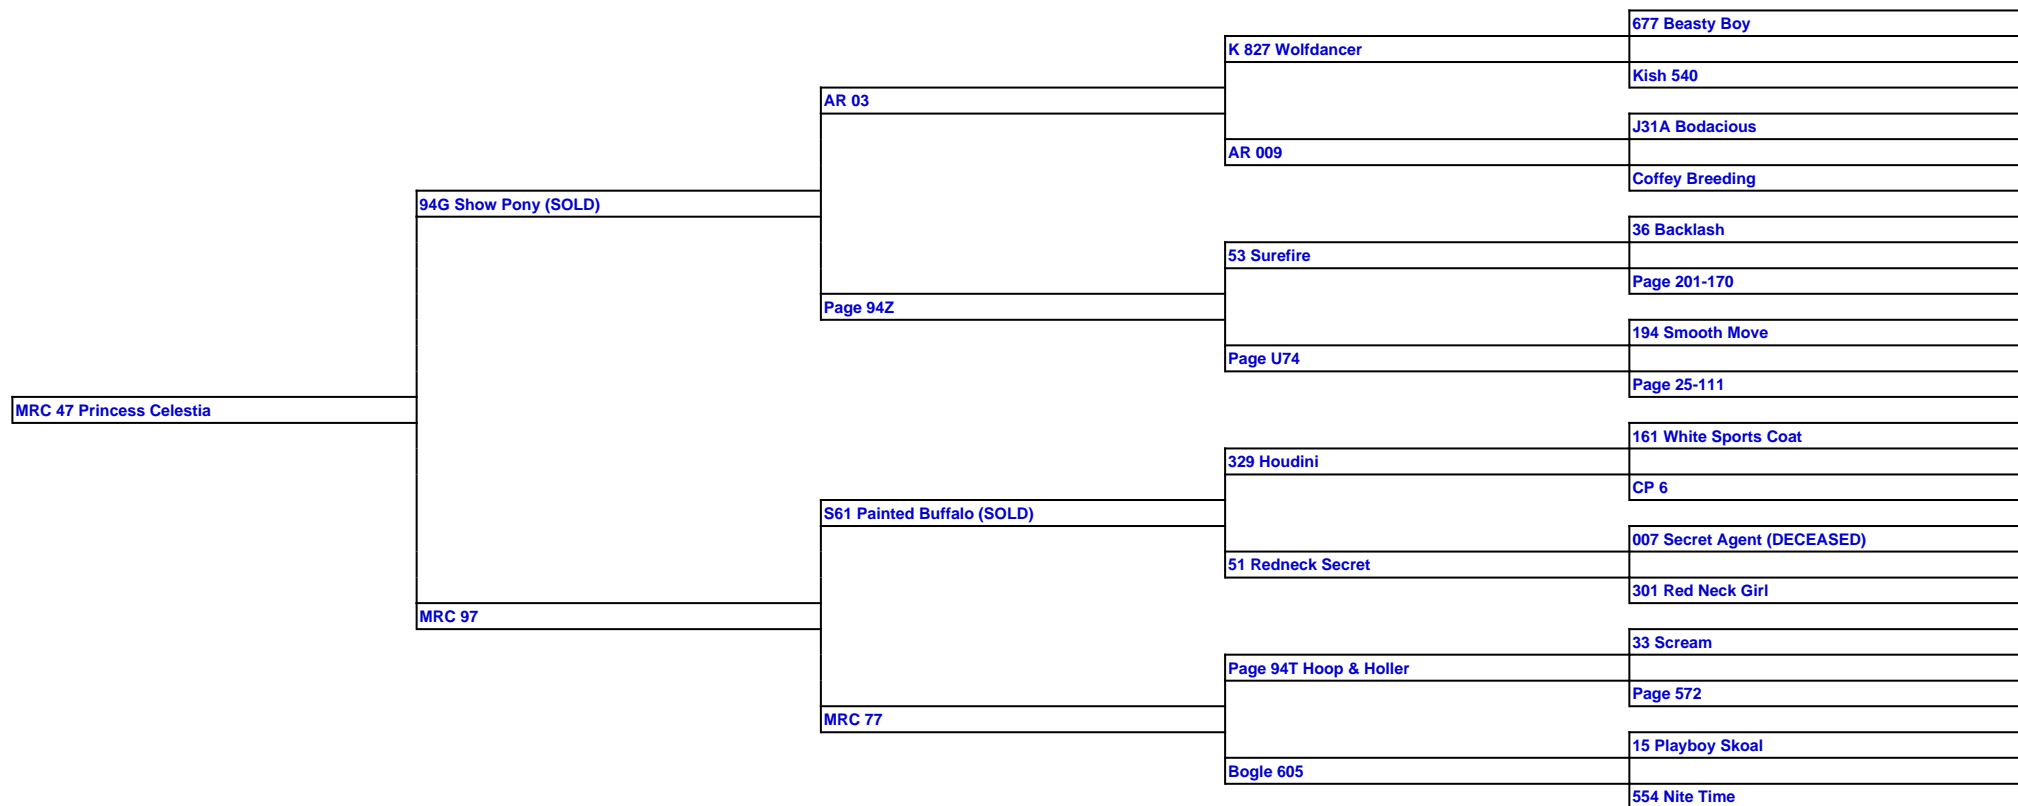 677 Beasty Boy
K 827 Wolfdancer
Kish 540
AR 03
J31A Bodacious
AR 009
Coffey Breeding
94G Show Pony (SOLD)
36 Backlash
53 Surefire
Page 201-170
Page 94Z
194 Smooth Move
Page U74
Page 25-111
MRC 47 Princess Celestia
161 White Sports Coat
329 Houdini
CP 6
S61 Painted Buffalo (SOLD)
007 Secret Agent (DECEASED)
51 Redneck Secret
301 Red Neck Girl
MRC 97
33 Scream
Page 94T Hoop & Holler
Page 572
MRC 77
15 Playboy Skoal
Bogle 605
554 Nite Time